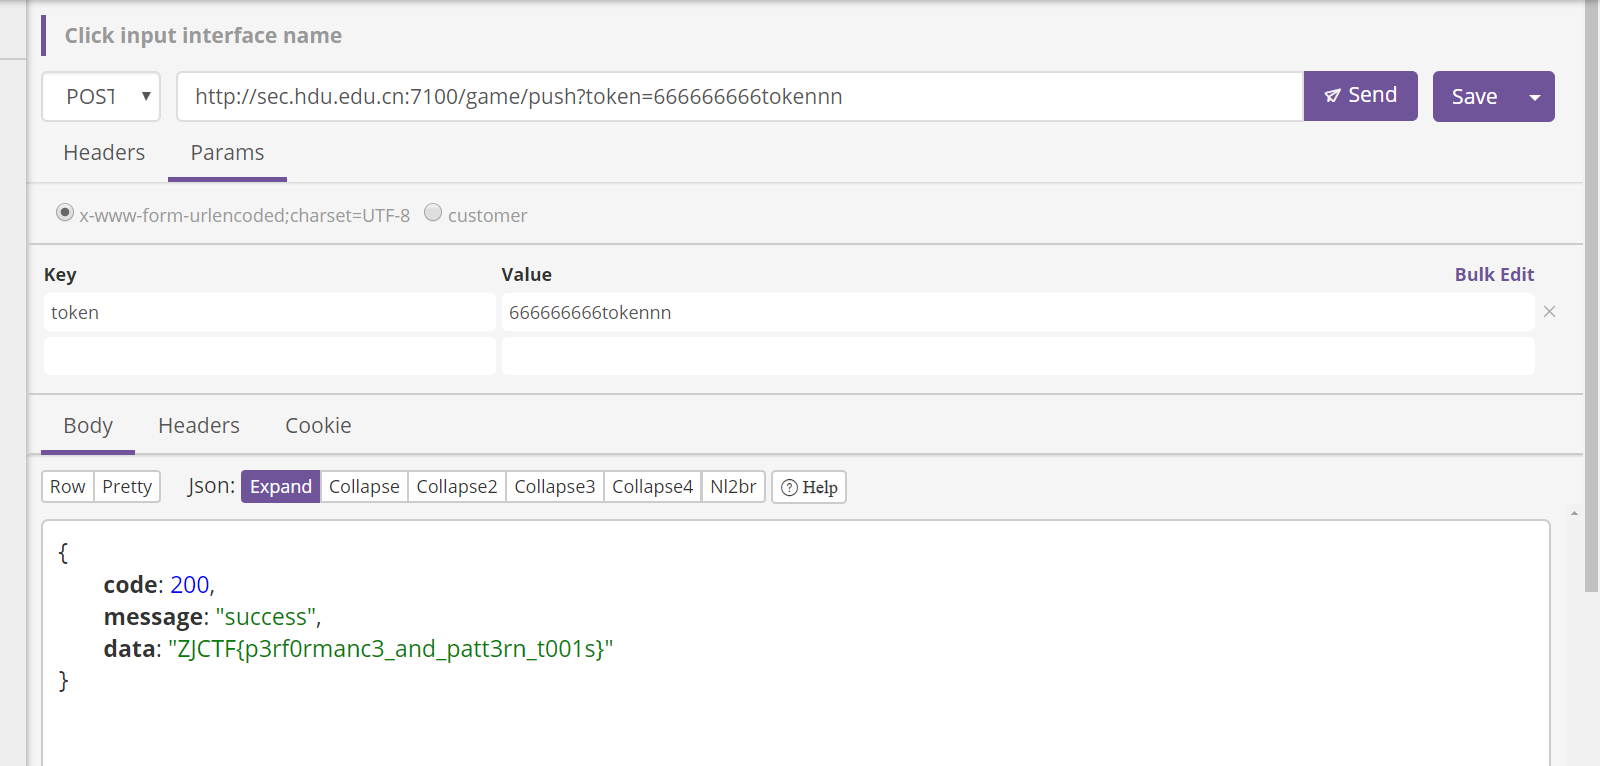 Click input interface name
POST http://sec.hdu.edu.cn:7100/game/push?token=666666666tokennn Send Save
Headers Params
x-www-form-urlencoded;charset=UTF-8 customer
Key Value Bulk Edit
token 666666666tokennn ×
Body Headers Cookie
Row Pretty Json: Expand Collapse Collapse2 Collapse3 Collapse4 Nl2br ? Help
{
code: 200,
message: "success",
data: "ZJCTF{p3rf0rmanc3_and_patt3rn_t001s}"
}